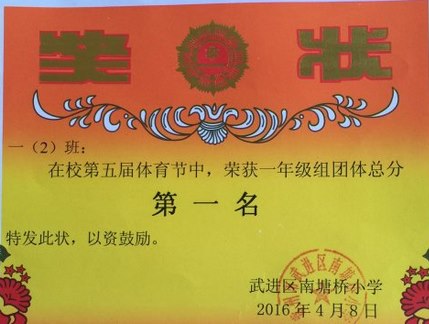 奖状
一（2）班：
在校第五届体育节中，荣获一年级组团体总分
第一名
特发此状，以资鼓励。
武进区南塘桥小学
2016年4月8日